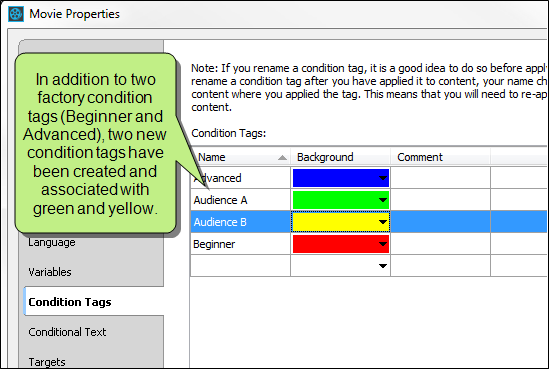 Movie Properties
Note: If you rename a condition tag, it is a good idea to do so before appl
rename a condition tag after you have applied it to content, your name ch
content where you applied the tag. This means that you will need to re-ap
content.
In addition to two
factory condition
tags (Beginner and
Advanced), two new
condition tags have
been created and
associated with
green and yellow.
Condition Tags:
Name Background Comment
Advanced
Audience A
Audience B
Beginner
Language
Variables
Condition Tags
Conditional Text
Targets